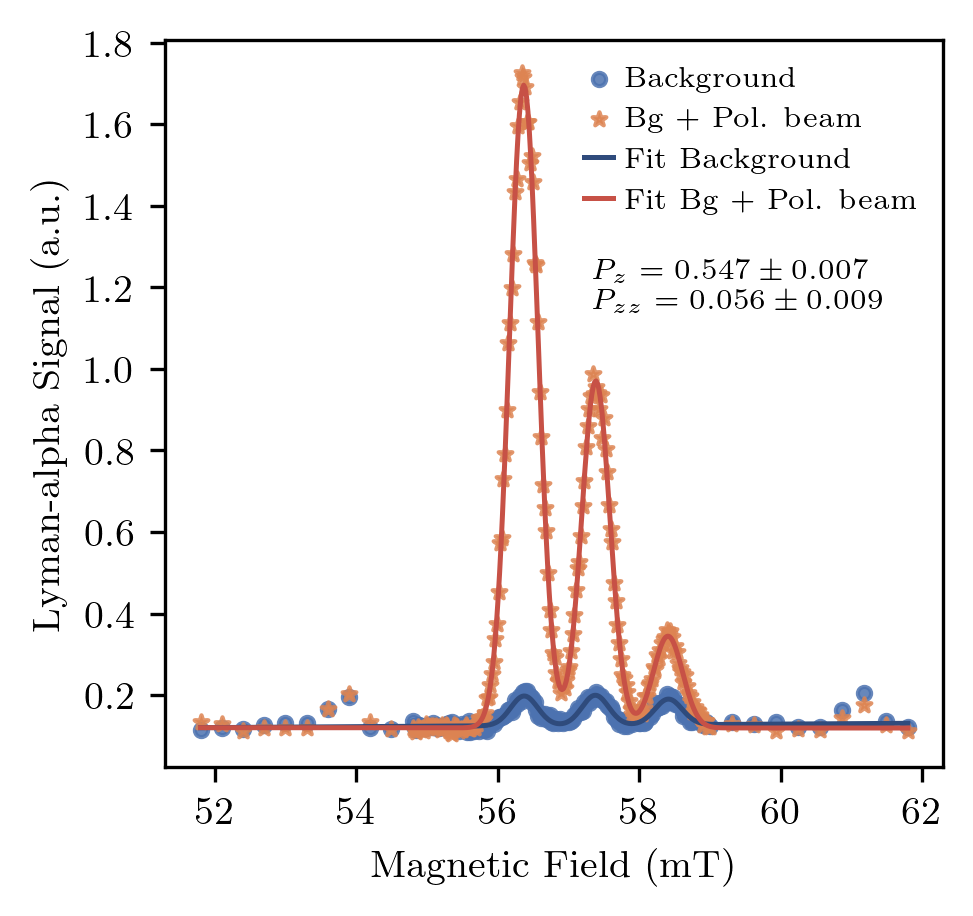 1.8
1.6
1.4
1.2
1.0
0.8
0.6
0.4
0.2
Lyman-alpha Signal (a.u.)
Background
Bg + Pol. beam
Fit Background
Fit Bg + Pol. beam
P_z = 0.547 ± 0.007
P_{zz} = 0.056 ± 0.009
52 54 56 58 60 62
Magnetic Field (mT)